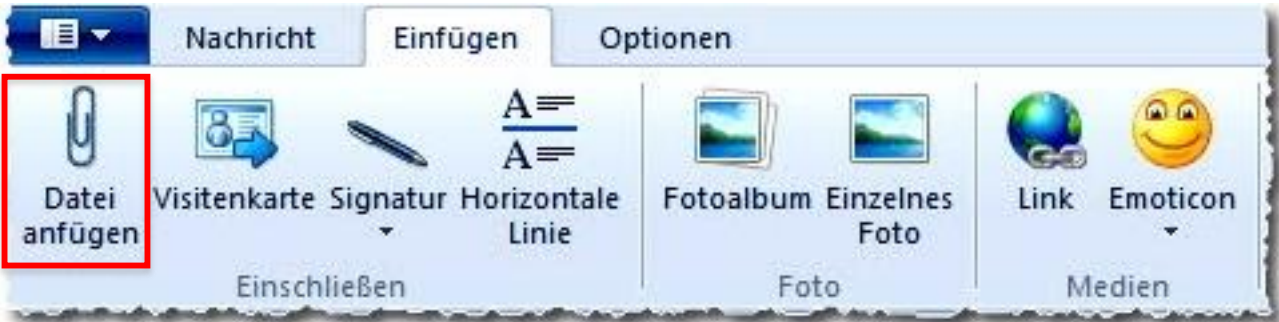 Nachricht Einfügen Optionen
Datei anfügen
Visitenkarte
Signatur
Horizontale Linie
Fotoalbum
Einzelnes Foto
Link
Emoticon
Einschließen Foto Medien